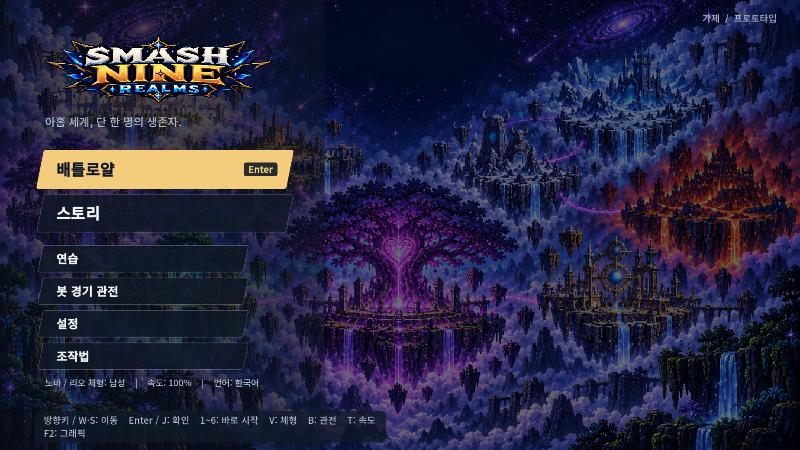 가제 / 프로토타입
SMASH
NINE
REALMS
아홉 세계, 단 한 명의 생존자.
배틀로얄 Enter
스토리
연습
봇 경기 관전
설정
조작법
노바 / 리오 체형: 남성 | 속도: 100% | 언어: 한국어
방향키 / W·S: 이동 Enter / J: 확인 1~6: 바로 시작 V: 체형 B: 관전 T: 속도
F2: 그래픽